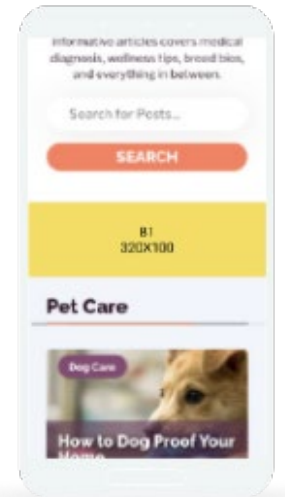 informative articles covers medical
diagnosis, wellness tips, breed bios,
and everything in between.
Search for Posts...
SEARCH
B1
320X100
Pet Care
Dog Care
How to Dog Proof Your
Home